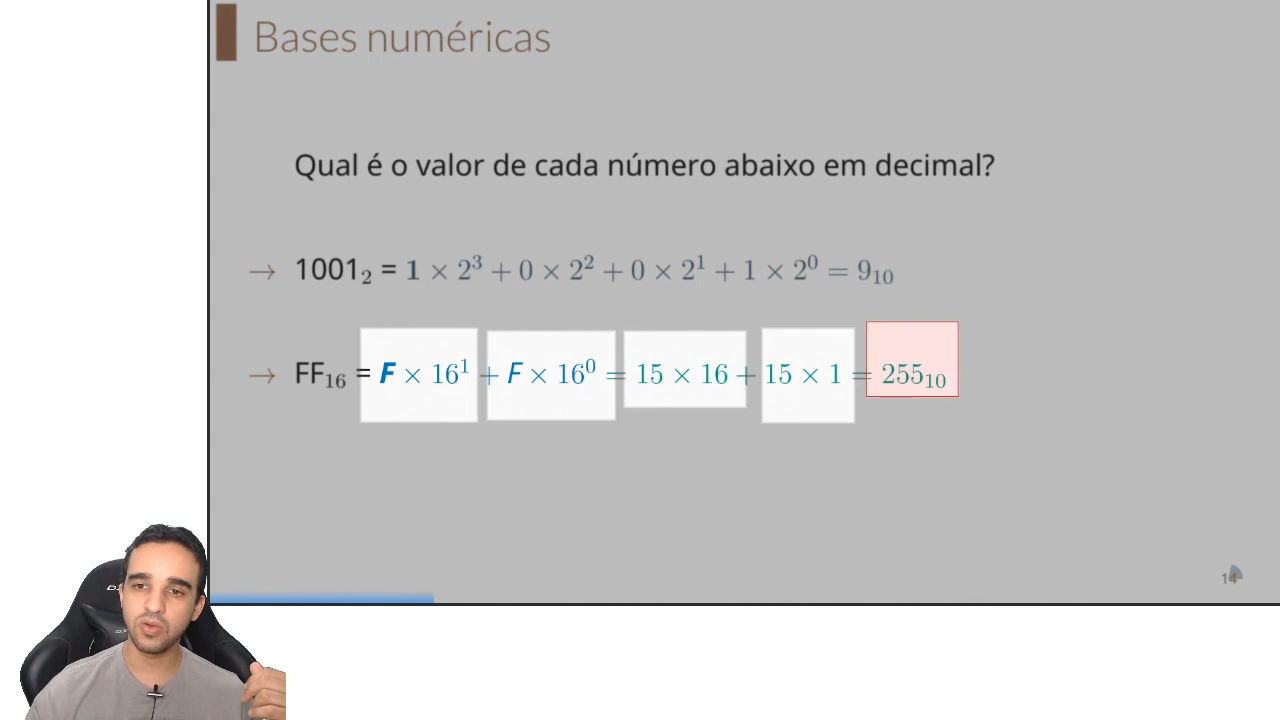 Bases numéricas
Qual é o valor de cada número abaixo em decimal?
→ 1001₂ = 1 × 2³ + 0 × 2² + 0 × 2¹ + 1 × 2⁰ = 9₁₀
→ FF₁₆ = F × 16¹ + F × 16⁰ = 15 × 16 + 15 × 1 = 255₁₀
14